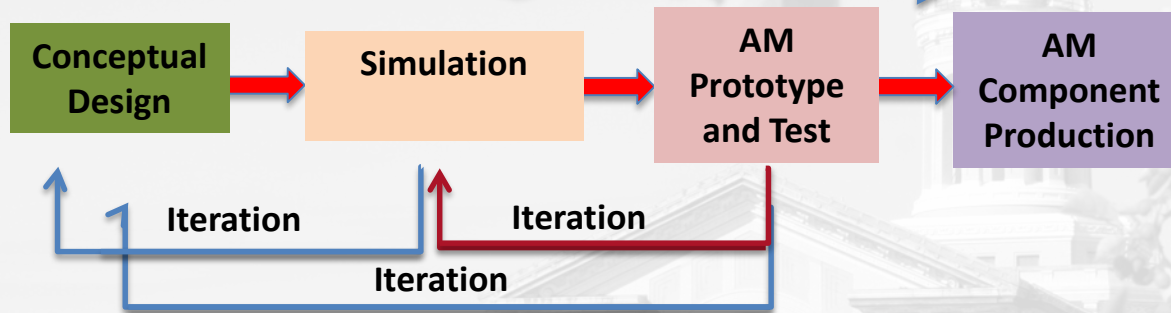 Conceptual
Design
Simulation
AM
Prototype
and Test
AM
Component
Production
Iteration
Iteration
Iteration